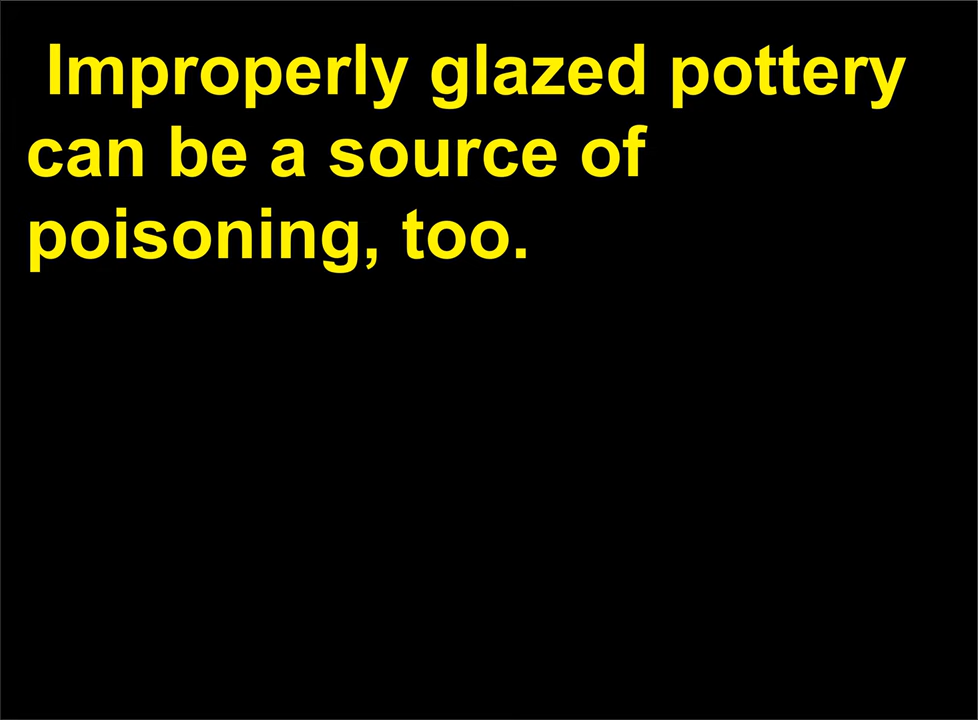 Improperly glazed pottery
can be a source of
poisoning, too.